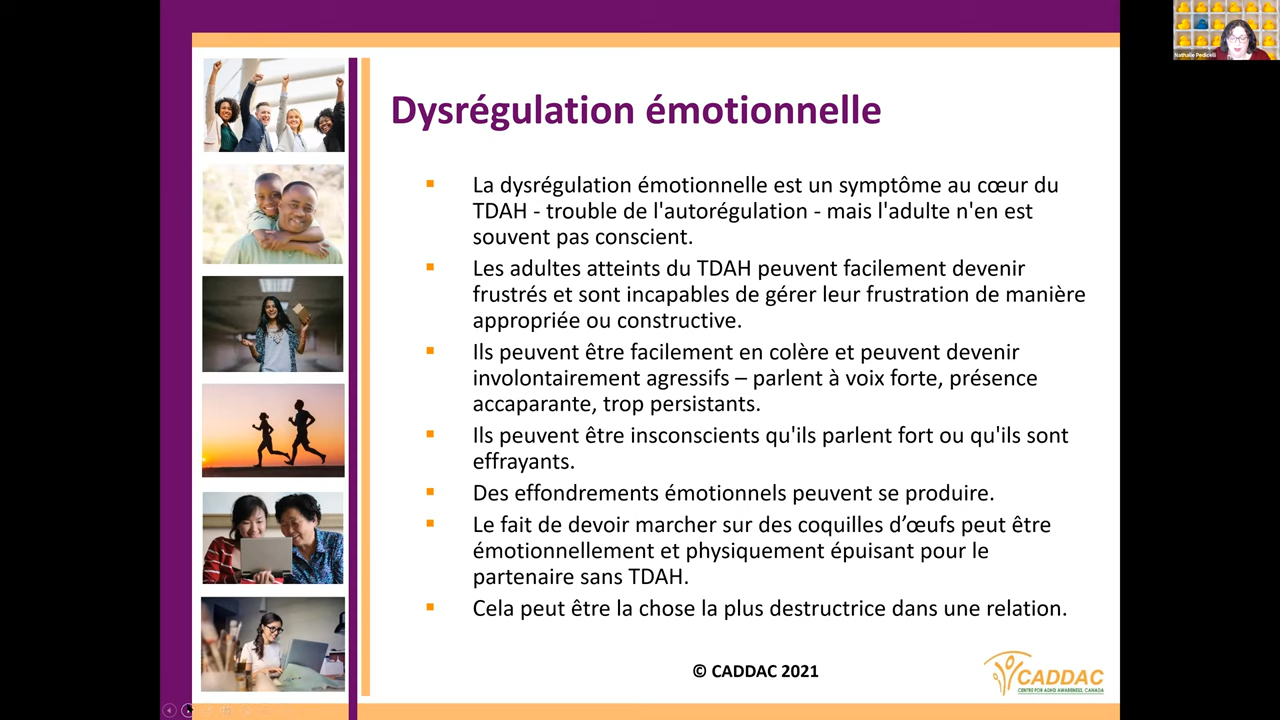 Nathalie Pedicelli
Dysrégulation émotionnelle
La dysrégulation émotionnelle est un symptôme au cœur du
TDAH - trouble de l'autorégulation - mais l'adulte n'en est
souvent pas conscient.
Les adultes atteints du TDAH peuvent facilement devenir
frustrés et sont incapables de gérer leur frustration de manière
appropriée ou constructive.
Ils peuvent être facilement en colère et peuvent devenir
involontairement agressifs – parlent à voix forte, présence
accaparante, trop persistants.
Ils peuvent être insconscients qu'ils parlent fort ou qu'ils sont
effrayants.
Des effondrements émotionnels peuvent se produire.
Le fait de devoir marcher sur des coquilles d’œufs peut être
émotionnellement et physiquement épuisant pour le
partenaire sans TDAH.
Cela peut être la chose la plus destructrice dans une relation.
© CADDAC 2021
CADDAC
CENTRE FOR ADHD AWARENESS, CANADA